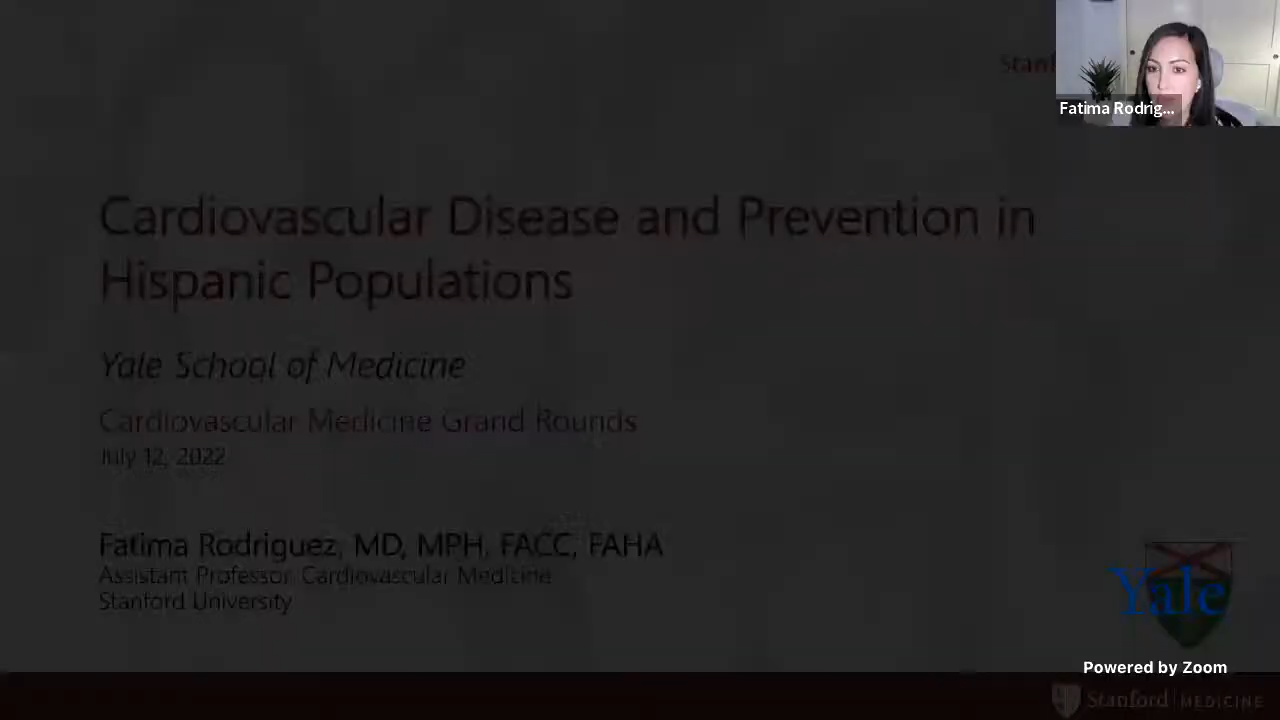 Stanf
Fatima Rodrig...
Cardiovascular Disease and Prevention in
Hispanic Populations
Yale School of Medicine
Cardiovascular Medicine Grand Rounds
July 12, 2022
Fatima Rodriguez, MD, MPH, FACC, FAHA
Assistant Professor, Cardiovascular Medicine
Stanford University
Yale
Powered by Zoom
Stanford MEDICINE